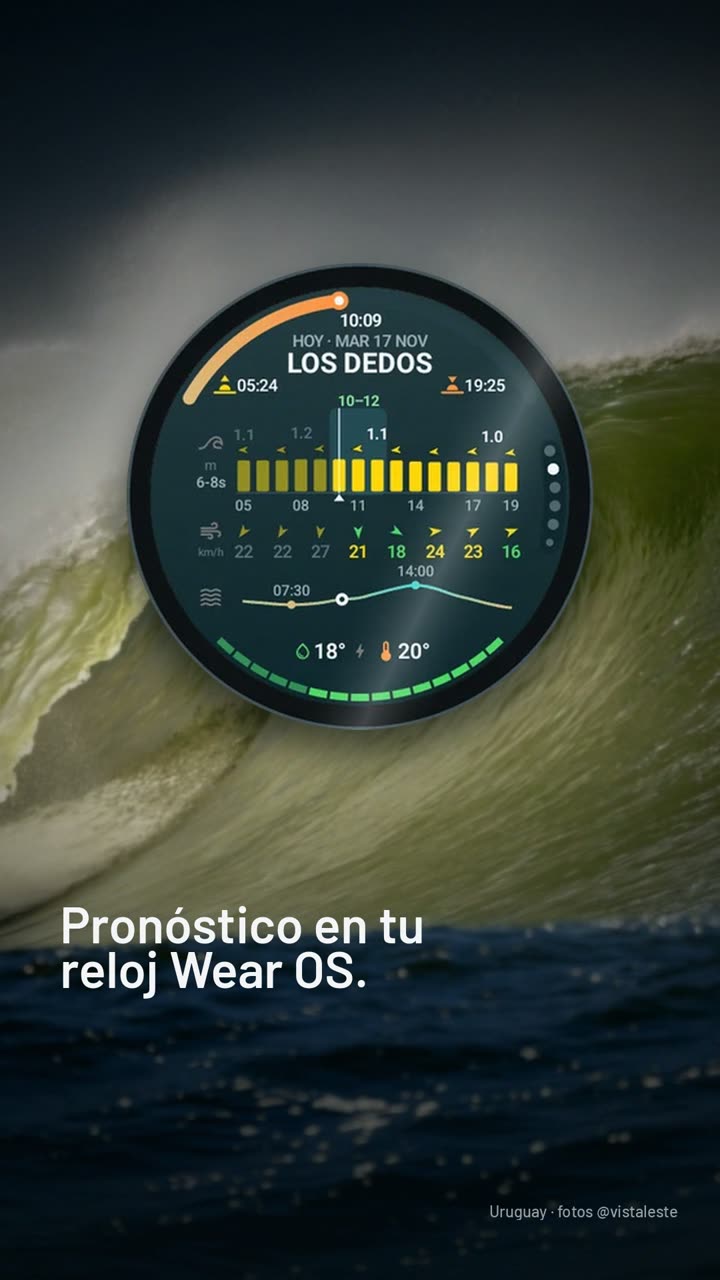 10:09
HOY · MAR 17 NOV
LOS DEDOS
05:24 19:25
10–12
1.1 1.2 1.1 1.0
m
6-8s
05 08 11 14 17 19
km/h 22 22 27 21 18 24 23 16
14:00
07:30
18° 20°
Pronóstico en tu
reloj Wear OS.
Uruguay · fotos @vistaleste